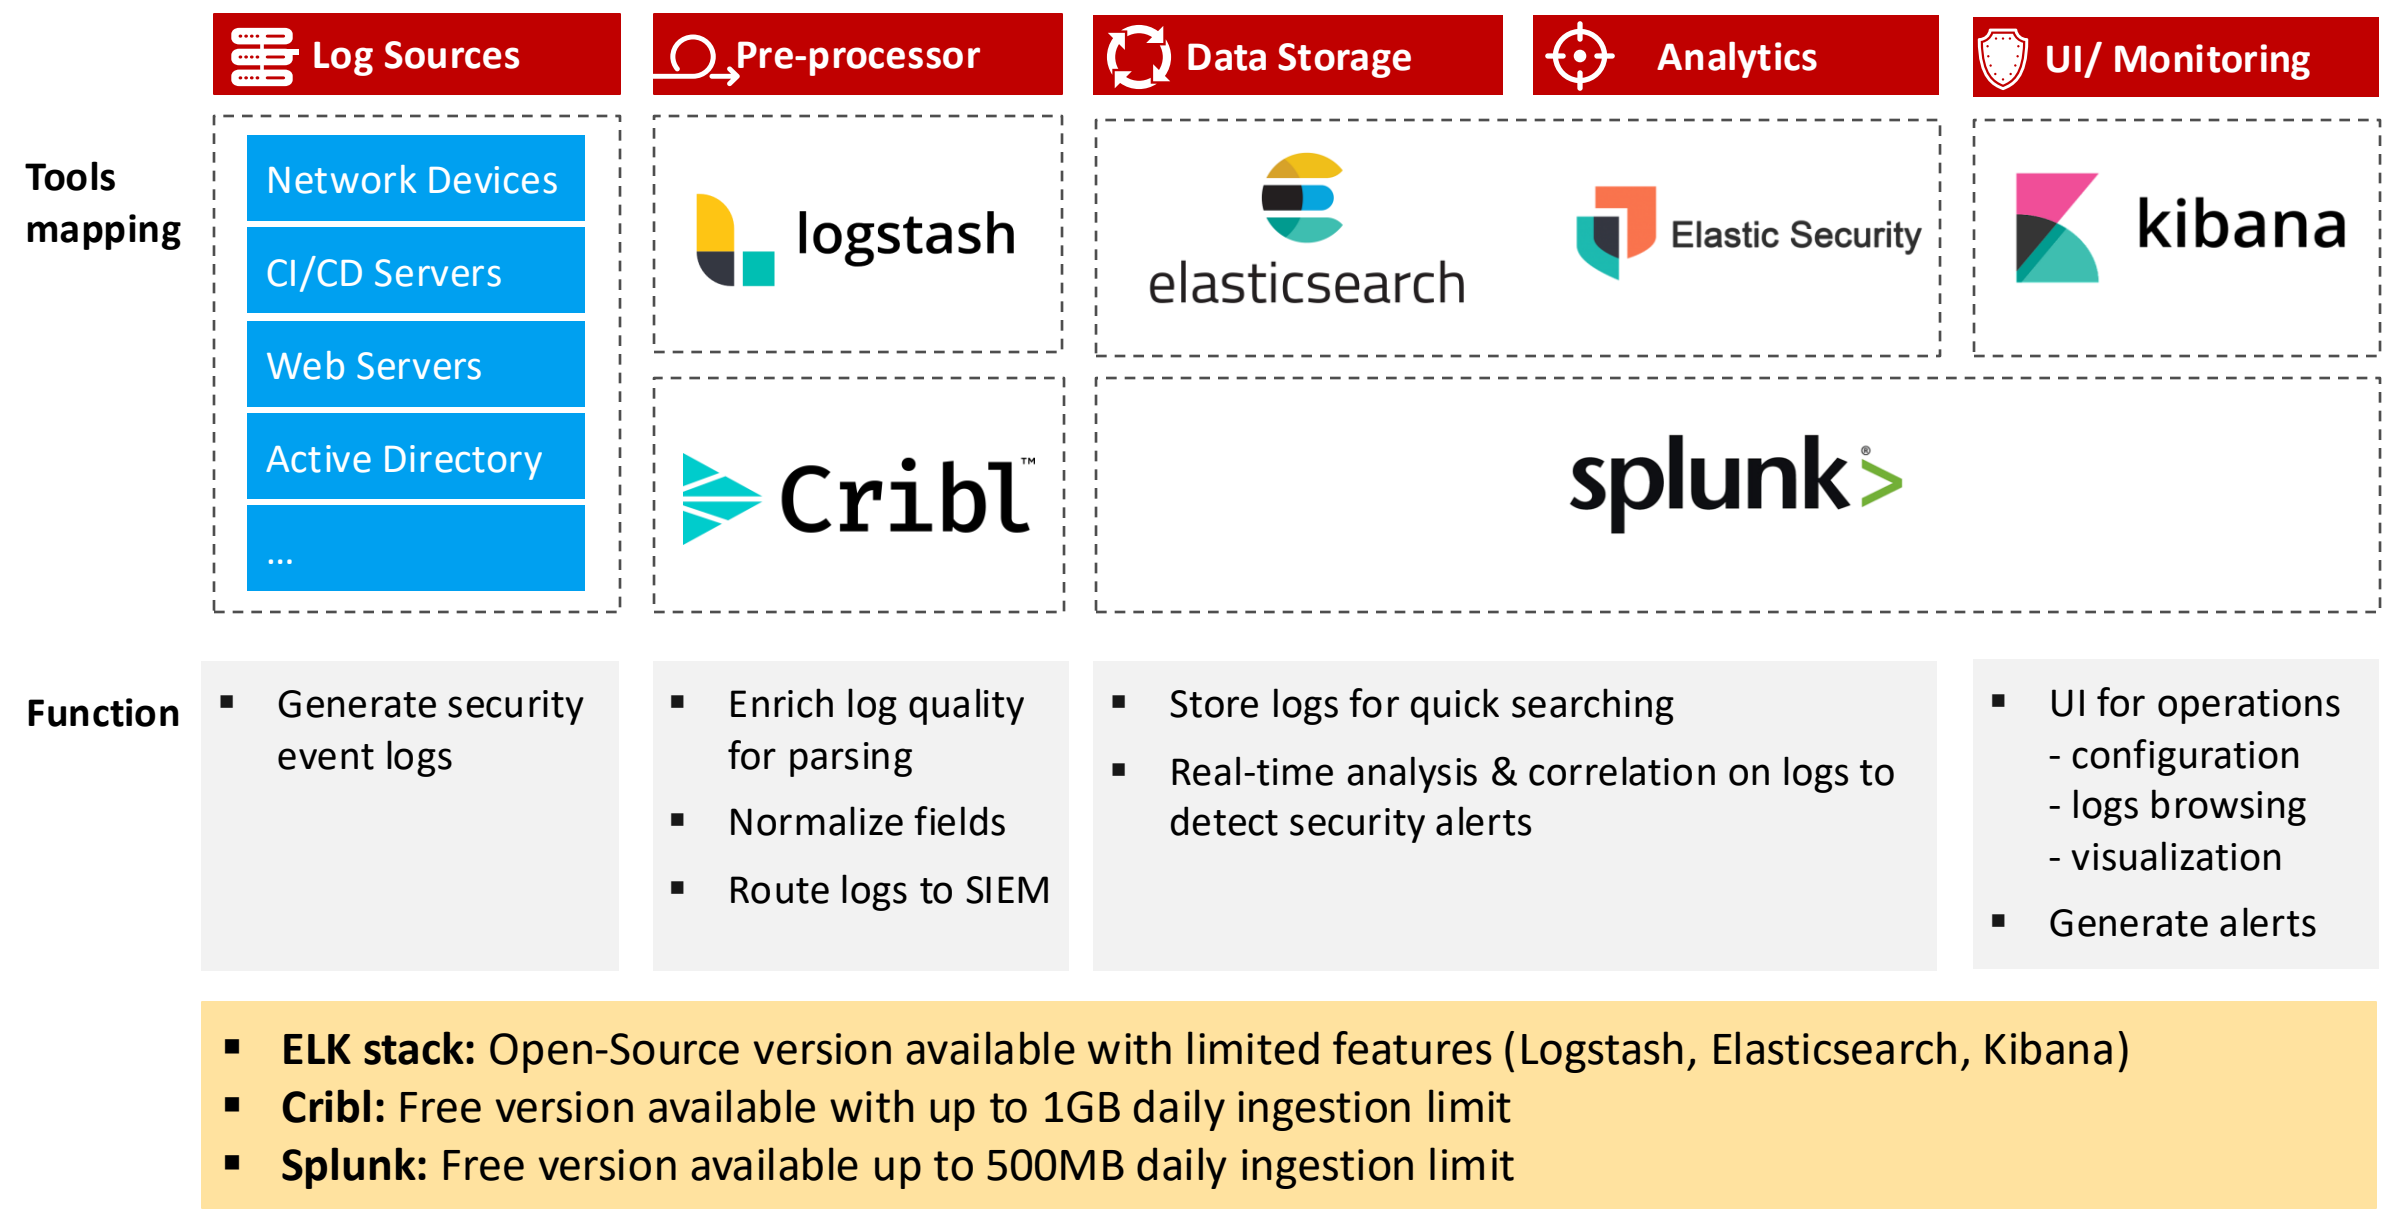 Log Sources
Pre-processor
Data Storage
Analytics
UI/ Monitoring
Tools
mapping
Network Devices
CI/CD Servers
Web Servers
Active Directory
...
logstash
elasticsearch
Elastic Security
kibana
Cribl™
splunk®>
Function
▪ Generate security
event logs
▪ Enrich log quality
for parsing
▪ Normalize fields
▪ Route logs to SIEM
▪ Store logs for quick searching
▪ Real-time analysis & correlation on logs to
detect security alerts
▪ UI for operations
- configuration
- logs browsing
- visualization
▪ Generate alerts
▪ ELK stack: Open-Source version available with limited features (Logstash, Elasticsearch, Kibana)
▪ Cribl: Free version available with up to 1GB daily ingestion limit
▪ Splunk: Free version available up to 500MB daily ingestion limit